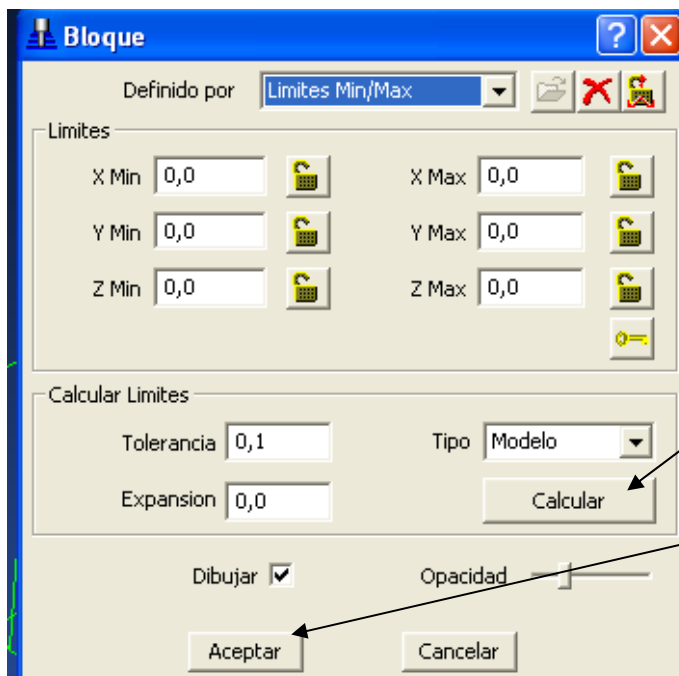 Bloque
Definido por Limites Min/Max
Limites
X Min 0,0 X Max 0,0
Y Min 0,0 Y Max 0,0
Z Min 0,0 Z Max 0,0
Calcular Limites
Tolerancia 0,1 Tipo Modelo
Expansion 0,0 Calcular
Dibujar Opacidad
Aceptar Cancelar